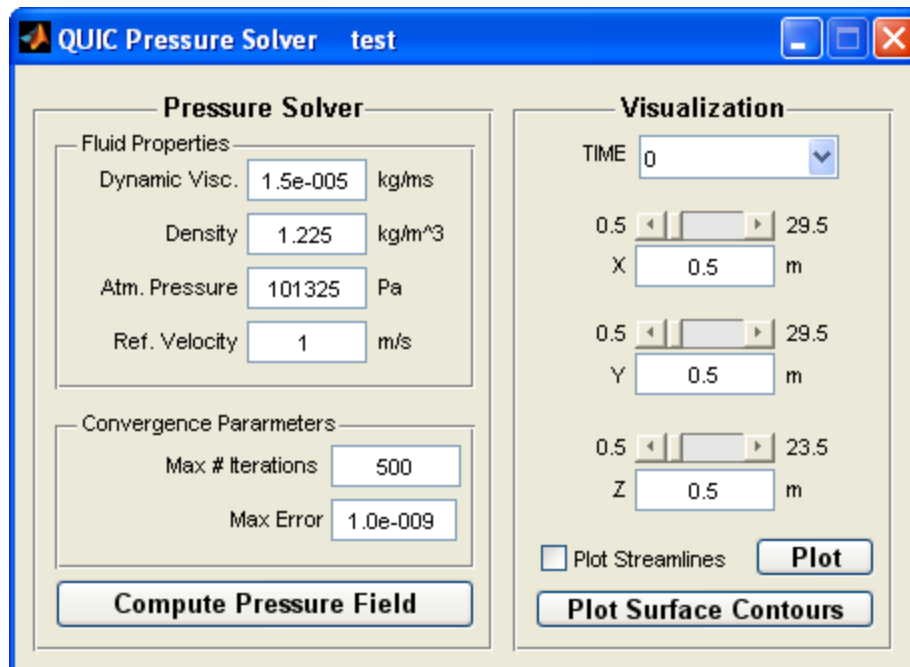 QUIC Pressure Solver test
Pressure Solver
Fluid Properties
Dynamic Visc. 1.5e-005 kg/ms
Density 1.225 kg/m^3
Atm. Pressure 101325 Pa
Ref. Velocity 1 m/s
Convergence Pararmeters
Max # Iterations 500
Max Error 1.0e-009
Compute Pressure Field
Visualization
TIME 0
0.5 29.5
X 0.5 m
0.5 29.5
Y 0.5 m
0.5 23.5
Z 0.5 m
Plot Streamlines Plot
Plot Surface Contours